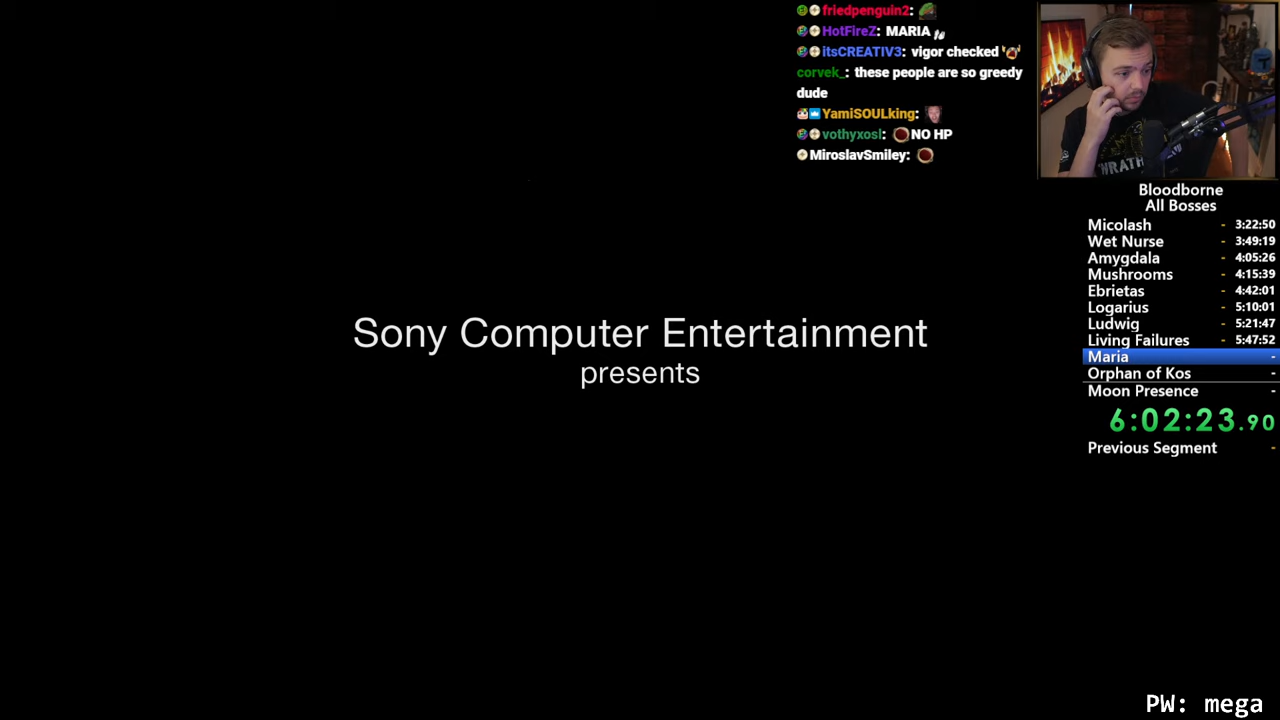 friedpenguin2:
HotFireZ: MARIA
itsCREATIV3: vigor checked
corvek_: these people are so greedy
dude
YamiSOULking:
vothyxosl: NO HP
MiroslavSmiley:
WRATH
Sony Computer Entertainment
presents
Bloodborne
All Bosses
Micolash - 3:22:50
Wet Nurse - 3:49:19
Amygdala - 4:05:26
Mushrooms - 4:15:39
Ebrietas - 4:42:01
Logarius - 5:10:01
Ludwig - 5:21:47
Living Failures - 5:47:52
Maria -
Orphan of Kos -
Moon Presence -
6:02:23.90
Previous Segment -
PW: mega